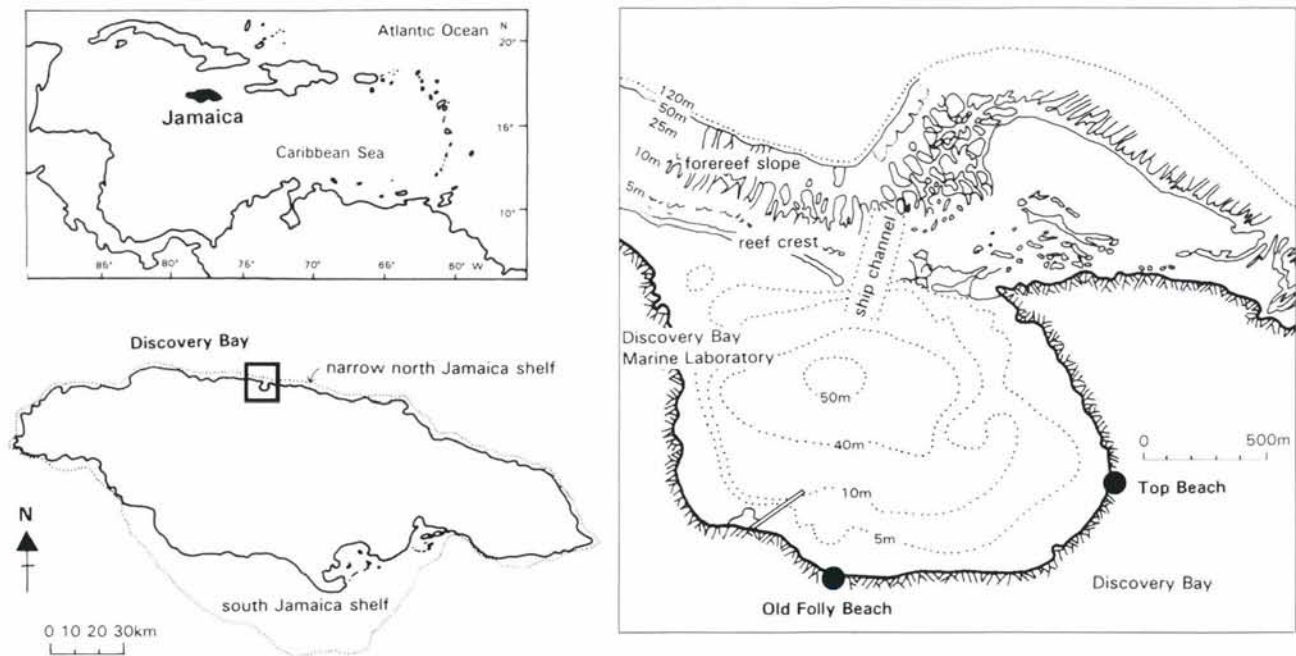 Atlantic Ocean
N
20°
Jamaica
16°
Caribbean Sea
10°
86°
80°
76°
70°
66°
60° W
Discovery Bay
narrow north Jamaica shelf
N
south Jamaica shelf
0 10 20 30km
120m
50m
25m
forereef slope
10m
5m
reef crest
ship channel
Discovery Bay
Marine Laboratory
50m
40m
10m
5m
0 500m
Top Beach
Old Folly Beach
Discovery Bay